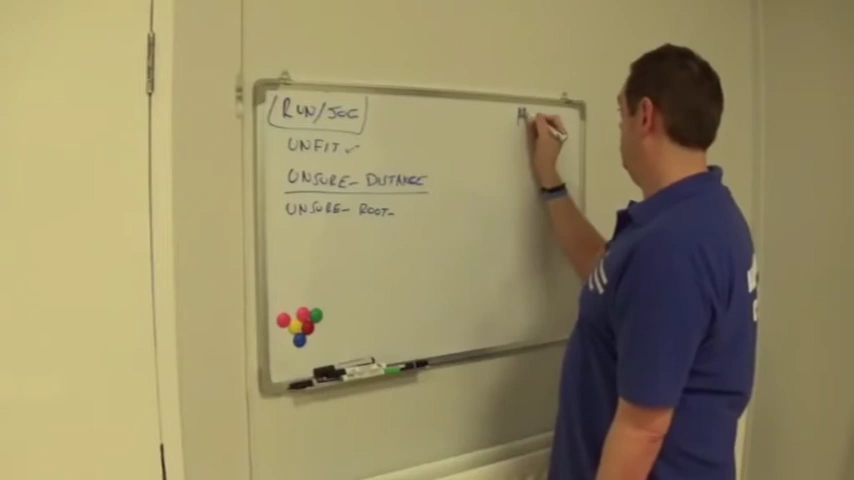 RUN/JOG
UNFIT ✓
UNSURE - DISTANCE
UNSURE - ROOT -